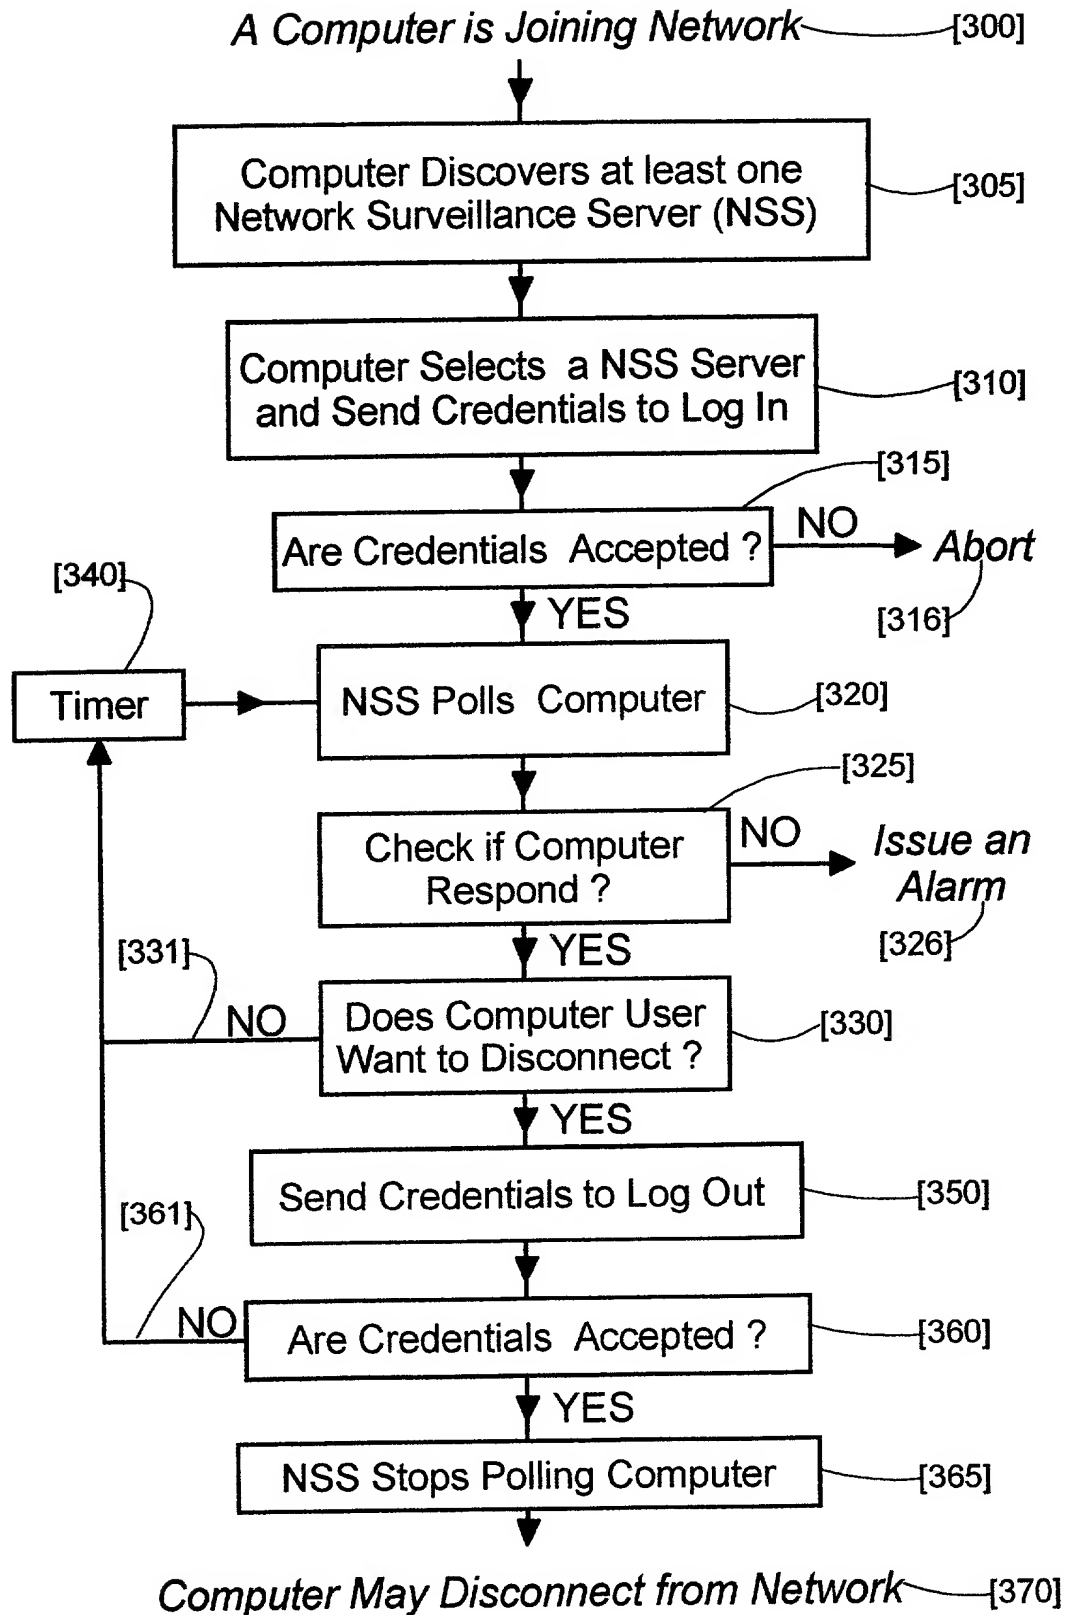 A Computer is Joining Network [300]
Computer Discovers at least one
Network Surveillance Server (NSS)
[305]
Computer Selects a NSS Server
and Send Credentials to Log In
[310]
[315]
Are Credentials Accepted ?
NO
Abort
[316]
YES
[340]
Timer
NSS Polls Computer
[320]
[325]
Check if Computer
Respond ?
NO
Issue an
Alarm
[326]
YES
[331]
NO
Does Computer User
Want to Disconnect ?
[330]
YES
Send Credentials to Log Out
[350]
[361]
NO
Are Credentials Accepted ?
[360]
YES
NSS Stops Polling Computer
[365]
Computer May Disconnect from Network [370]